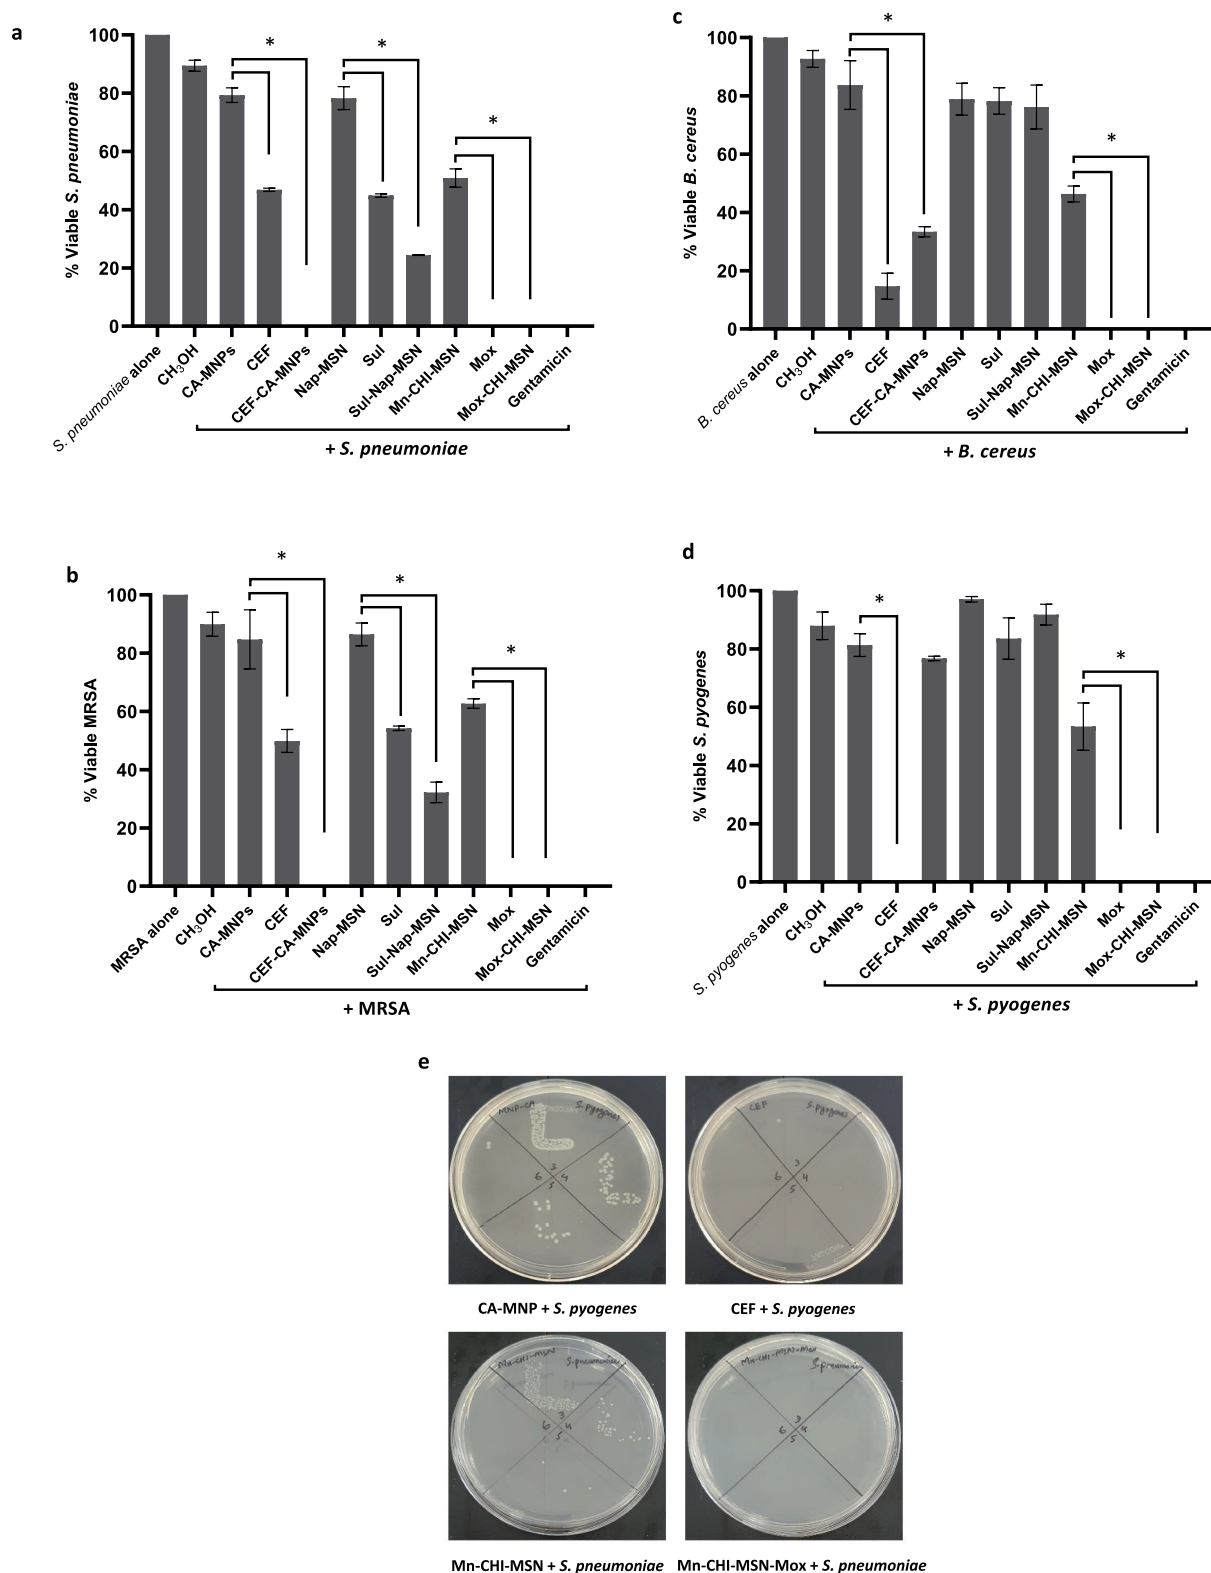 a
% Viable S. pneumoniae
100
80
60
40
20
0
*
*
*
S. pneumoniae alone
CH₃OH
CA-MNPs
CEF
CEF-CA-MNPs
Nap-MSN
Sul
Sul-Nap-MSN
Mn-CHI-MSN
Mox
Mox-CHI-MSN
Gentamicin
+ S. pneumoniae
c
% Viable B. cereus
100
80
60
40
20
0
*
*
B. cereus alone
CH₃OH
CA-MNPs
CEF
CEF-CA-MNPs
Nap-MSN
Sul
Sul-Nap-MSN
Mn-CHI-MSN
Mox
Mox-CHI-MSN
Gentamicin
+ B. cereus
b
% Viable MRSA
100
80
60
40
20
0
*
*
*
MRSA alone
CH₃OH
CA-MNPs
CEF
CEF-CA-MNPs
Nap-MSN
Sul
Sul-Nap-MSN
Mn-CHI-MSN
Mox
Mox-CHI-MSN
Gentamicin
+ MRSA
d
% Viable S. pyogenes
100
80
60
40
20
0
*
*
S. pyogenes alone
CH₃OH
CA-MNPs
CEF
CEF-CA-MNPs
Nap-MSN
Sul
Sul-Nap-MSN
Mn-CHI-MSN
Mox
Mox-CHI-MSN
Gentamicin
+ S. pyogenes
e
MNP-CA S. pyogenes
3
6 4
5
CEF S. pyogenes
3
6 4
5
CA-MNP + S. pyogenes
CEF + S. pyogenes
Mn-CHI-MSN S. pneumoniae
3
6 4
5
Mn-CHI-MSN-Mox
S. pneumoniae
3
6 4
5
Mn-CHI-MSN + S. pneumoniae
Mn-CHI-MSN-Mox + S. pneumoniae